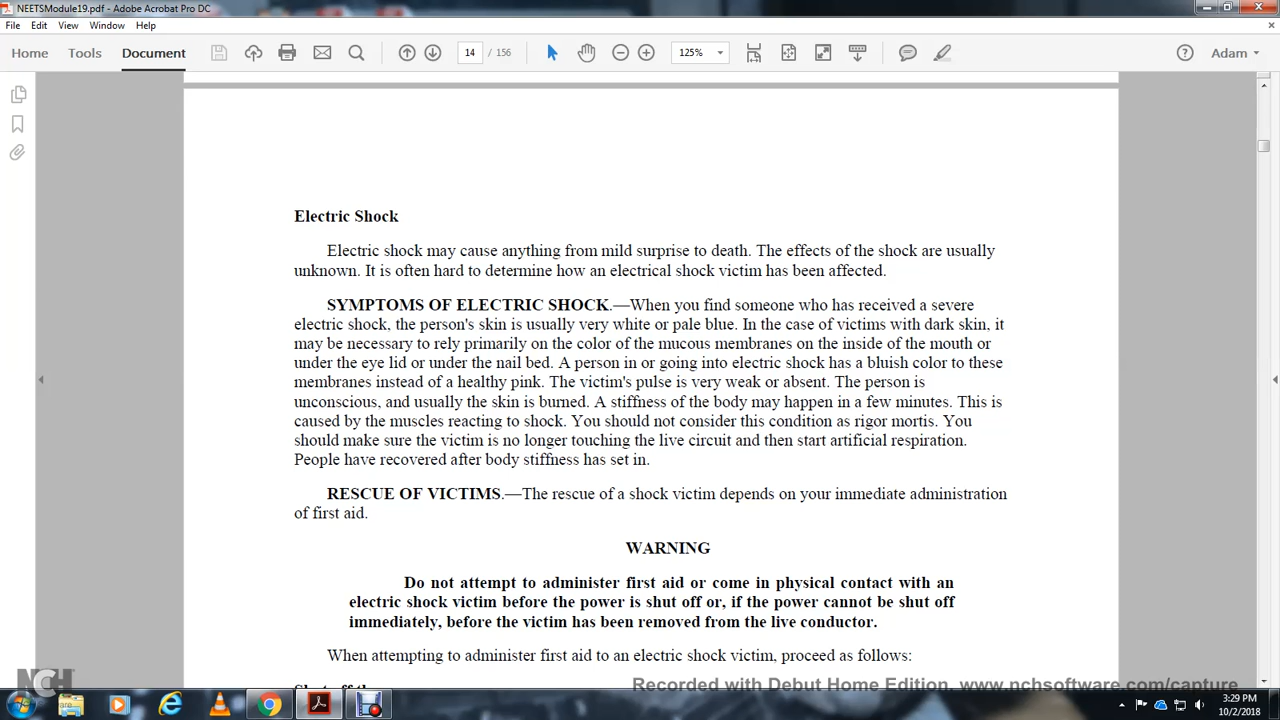 NEETSModule19.pdf - Adobe Acrobat Pro DC
File Edit View Window Help
Home Tools Document 14 / 156 125% Adam
Electric Shock
Electric shock may cause anything from mild surprise to death. The effects of the shock are usually
unknown. It is often hard to determine how an electrical shock victim has been affected.
SYMPTOMS OF ELECTRIC SHOCK.—When you find someone who has received a severe
electric shock, the person's skin is usually very white or pale blue. In the case of victims with dark skin, it
may be necessary to rely primarily on the color of the mucous membranes on the inside of the mouth or
under the eye lid or under the nail bed. A person in or going into electric shock has a bluish color to these
membranes instead of a healthy pink. The victim's pulse is very weak or absent. The person is
unconscious, and usually the skin is burned. A stiffness of the body may happen in a few minutes. This is
caused by the muscles reacting to shock. You should not consider this condition as rigor mortis. You
should make sure the victim is no longer touching the live circuit and then start artificial respiration.
People have recovered after body stiffness has set in.
RESCUE OF VICTIMS.—The rescue of a shock victim depends on your immediate administration
of first aid.
WARNING
Do not attempt to administer first aid or come in physical contact with an
electric shock victim before the power is shut off or, if the power cannot be shut off
immediately, before the victim has been removed from the live conductor.
When attempting to administer first aid to an electric shock victim, proceed as follows:
Recorded with Debut Home Edition. www.nchsoftware.com/capture
NCH
3:29 PM
10/2/2018